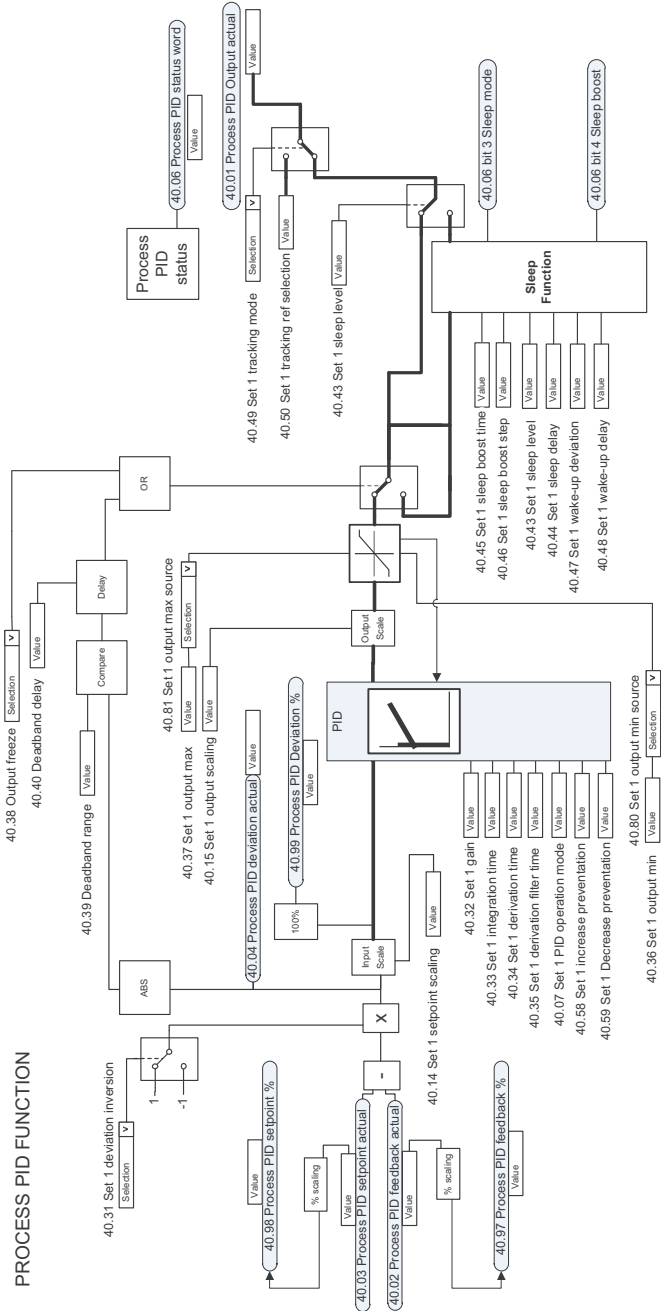 PROCESS PID FUNCTION
40.31 Set 1 deviation inversion
Selection
v
1
-1
Value
40.98 Process PID setpoint %
% scaling
40.03 Process PID setpoint actual
Value
-
40.02 Process PID feedback actual
Value
% scaling
40.97 Process PID feedback %
Value
X
40.14 Set 1 setpoint scaling
Value
Input
Scale
ABS
40.04 Process PID deviation actual
Value
100%
40.99 Process PID Deviation %
Value
40.38 Output freeze
Selection
v
40.40 Deadband delay
Value
40.39 Deadband range
Value
Compare
Delay
OR
40.37 Set 1 output max
Value
40.81 Set 1 output max source
Selection
v
40.15 Set 1 output scaling
Value
PID
Output
Scale
40.32 Set 1 gain
Value
40.33 Set 1 integration time
Value
40.34 Set 1 derivation time
Value
40.35 Set 1 derivation filter time
Value
40.07 Set 1 PID operation mode
Value
40.58 Set 1 increase preventation
Value
40.59 Set 1 Decrease preventation
Value
40.36 Set 1 output min
Value
40.80 Set 1 output min source
Selection
v
Process
PID
status
40.06 Process PID status word
Value
40.01 Process PID Output actual
Value
40.49 Set 1 tracking mode
Selection
v
40.50 Set 1 tracking ref selection
Value
40.43 Set 1 sleep level
Value
40.45 Set 1 sleep boost time
Value
40.46 Set 1 sleep boost step
Value
40.43 Set 1 sleep level
Value
40.44 Set 1 sleep delay
Value
40.47 Set 1 wake-up deviation
Value
40.48 Set 1 wake-up delay
Value
Sleep
Function
40.06 bit 3 Sleep mode
40.06 bit 4 Sleep boost